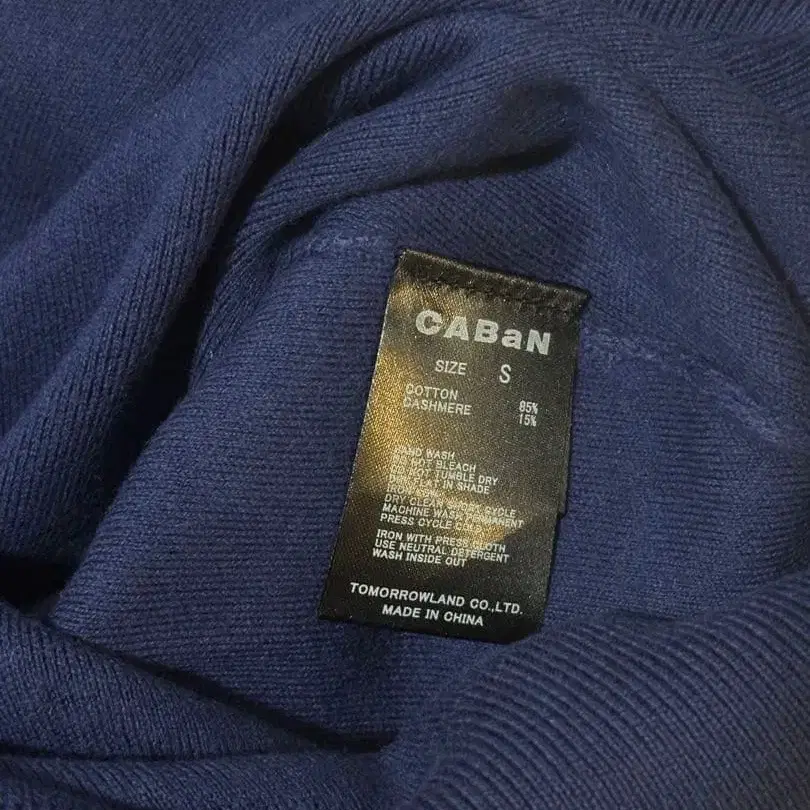 CABaN
SIZE S
COTTON 85%
CASHMERE 15%
HAND WASH
DO NOT BLEACH
DO NOT TUMBLE DRY
DRY FLAT IN SHADE
DRY CLEAN CYCLE
MACHINE WASH PERMANENT
PRESS CYCLE
IRON WITH PRESS CLOTH
USE NEUTRAL DETERGENT
WASH INSIDE OUT
TOMORROWLAND CO.,LTD.
MADE IN CHINA